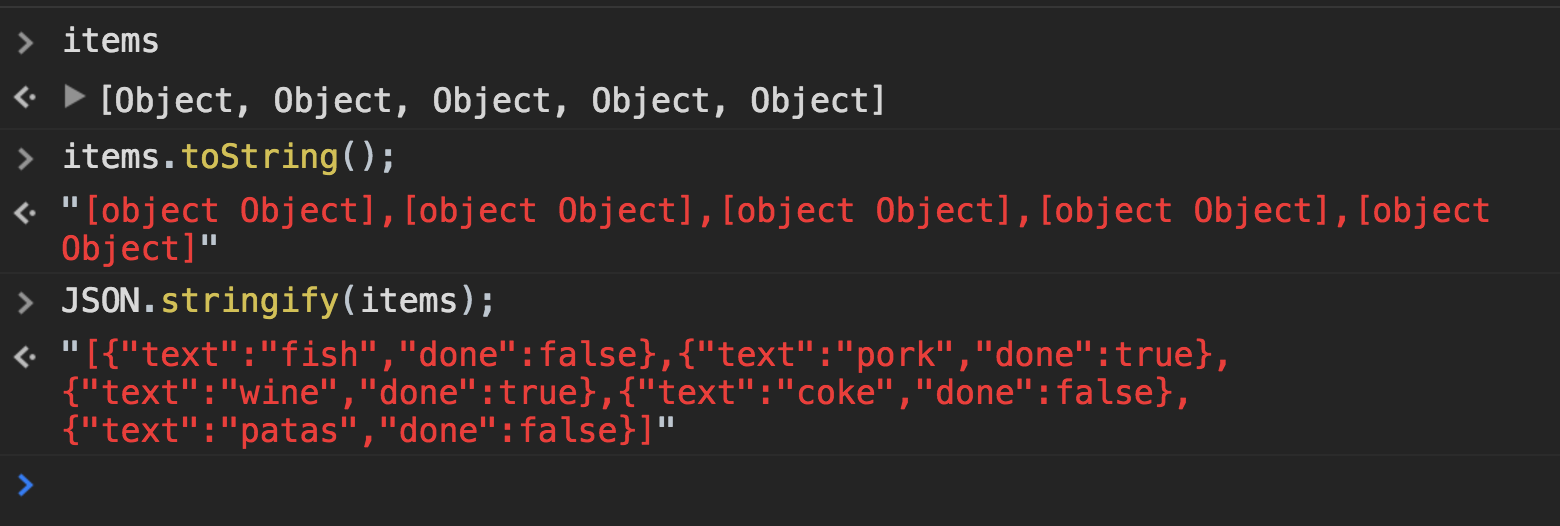 items
[Object, Object, Object, Object, Object]
items.toString();
"[object Object],[object Object],[object Object],[object Object],[object
Object]"
JSON.stringify(items);
"[{"text":"fish","done":false},{"text":"pork","done":true},
{"text":"wine","done":true},{"text":"coke","done":false},
{"text":"patas","done":false}]"